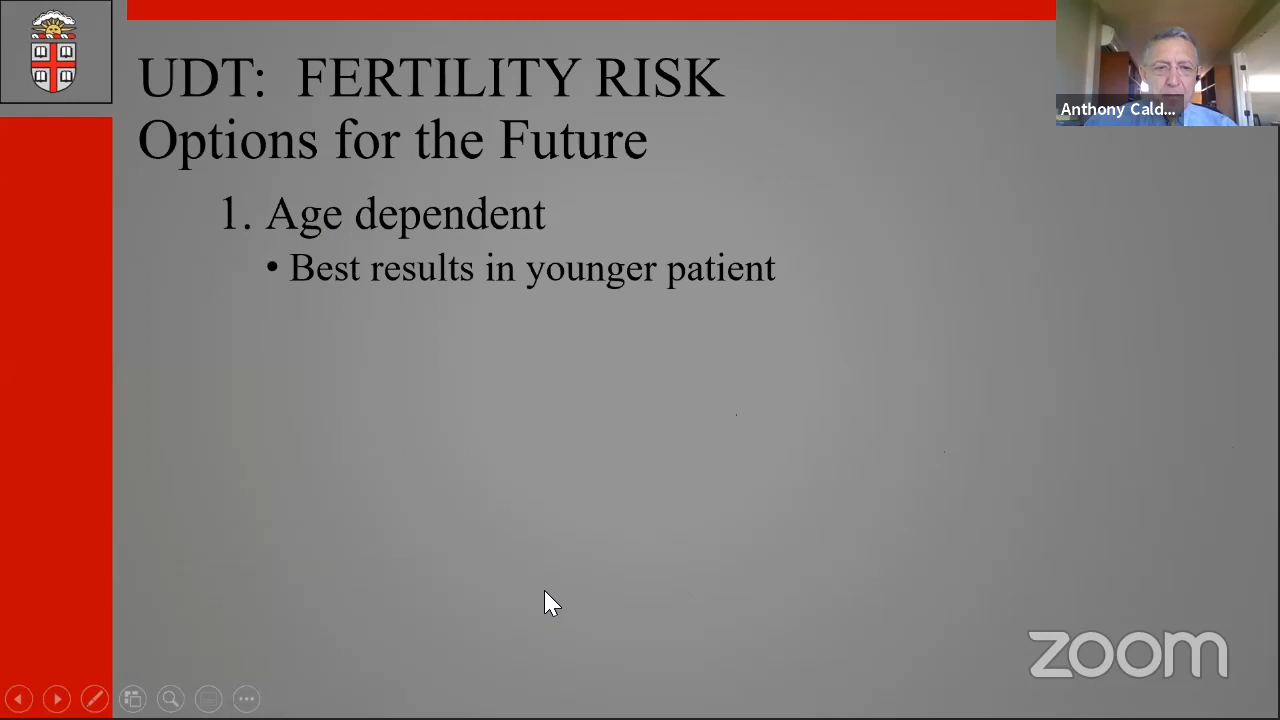 UDT: FERTILITY RISK
Options for the Future
Anthony Cald...
1. Age dependent
• Best results in younger patient
zoom